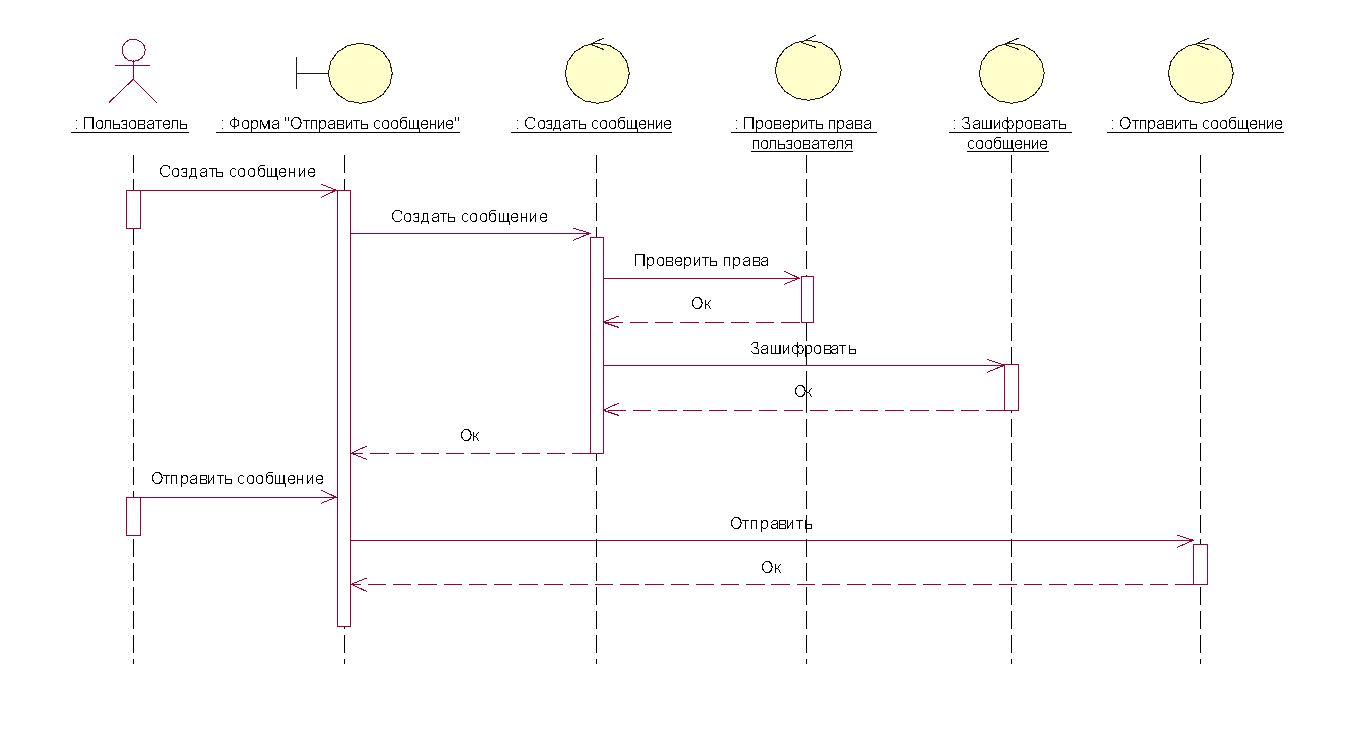 : Пользователь
: Форма "Отправить сообщение"
: Создать сообщение
: Проверить права
пользователя
: Зашифровать
сообщение
: Отправить сообщение
Создать сообщение
Создать сообщение
Проверить права
Ок
Зашифровать
Ок
Ок
Отправить сообщение
Отправить
Ок